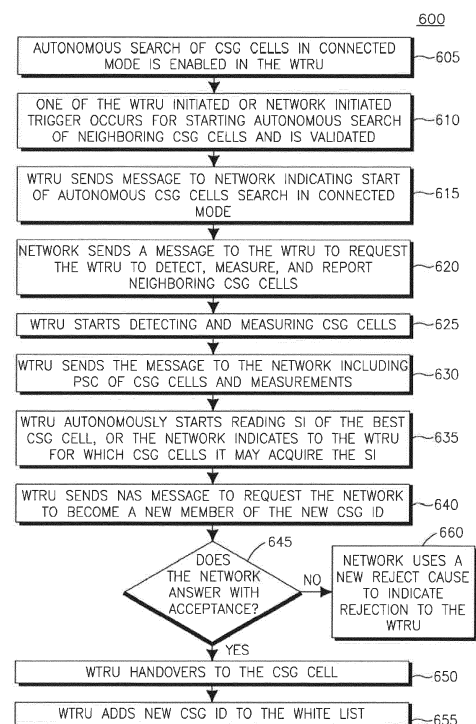 600
AUTONOMOUS SEARCH OF CSG CELLS IN CONNECTED
MODE IS ENABLED IN THE WTRU
605
ONE OF THE WTRU INITIATED OR NETWORK INITIATED
TRIGGER OCCURS FOR STARTING AUTONOMOUS SEARCH
OF NEIGHBORING CSG CELLS AND IS VALIDATED
610
WTRU SENDS MESSAGE TO NETWORK INDICATING START
OF AUTONOMOUS CSG CELLS SEARCH IN CONNECTED
MODE
615
NETWORK SENDS A MESSAGE TO THE WTRU TO REQUEST
THE WTRU TO DETECT, MEASURE, AND REPORT
NEIGHBORING CSG CELLS
620
WTRU STARTS DETECTING AND MEASURING CSG CELLS
625
WTRU SENDS THE MESSAGE TO THE NETWORK INCLUDING
PSC OF CSG CELLS AND MEASUREMENTS
630
WTRU AUTONOMOUSLY STARTS READING SI OF THE BEST
CSG CELL, OR THE NETWORK INDICATES TO THE WTRU
FOR WHICH CSG CELLS IT MAY ACQUIRE THE SI
635
WTRU SENDS NAS MESSAGE TO REQUEST THE NETWORK
TO BECOME A NEW MEMBER OF THE NEW CSG ID
640
645
DOES
THE NETWORK
ANSWER WITH
ACCEPTANCE?
NO
660
NETWORK USES A
NEW REJECT CAUSE
TO INDICATE
REJECTION TO THE
WTRU
YES
WTRU HANDOVERS TO THE CSG CELL
650
WTRU ADDS NEW CSG ID TO THE WHITE LIST
655